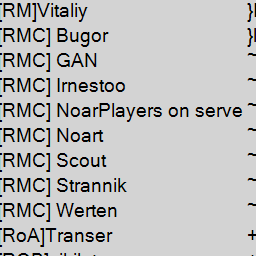 [RM]Vitaliy
[RMC] Bugor
[RMC] GAN
[RMC] Irnestoo
[RMC] NoarPlayers on serve
[RMC] Noart
[RMC] Scout
[RMC] Strannik
[RMC] Werten
[RoA]Transer